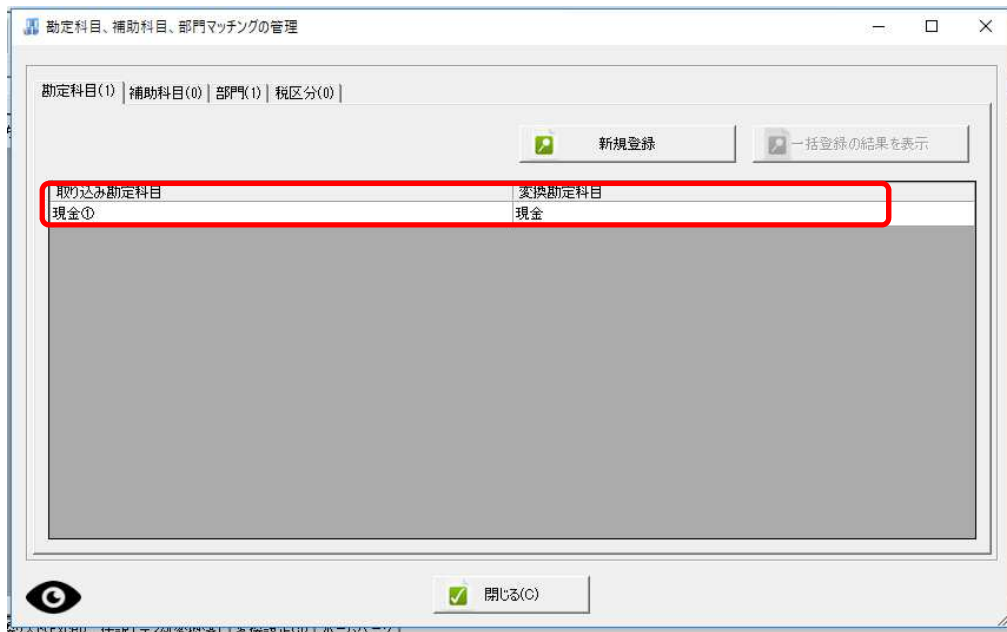 勘定科目、補助科目、部門マッチングの管理
勘定科目(1) 補助科目(0) 部門(1) 税区分(0)
新規登録 一括登録の結果を表示
取り込み勘定科目 変換勘定科目
現金① 現金
閉じる(C)